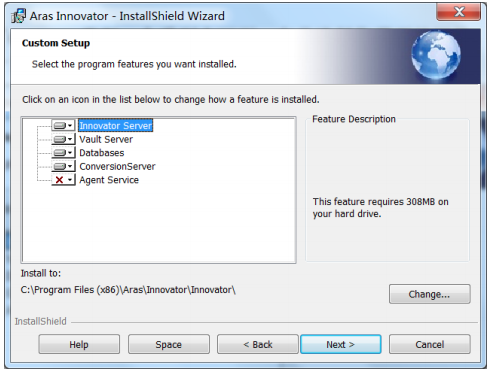 Aras Innovator - InstallShield Wizard
Custom Setup
Select the program features you want installed.
Click on an icon in the list below to change how a feature is installed.
Innovator Server
Vault Server
Databases
ConversionServer
Agent Service
Feature Description
This feature requires 308MB on
your hard drive.
Install to:
C:\Program Files (x86)\Aras\Innovator\Innovator\
Change...
InstallShield
Help
Space
< Back
Next >
Cancel